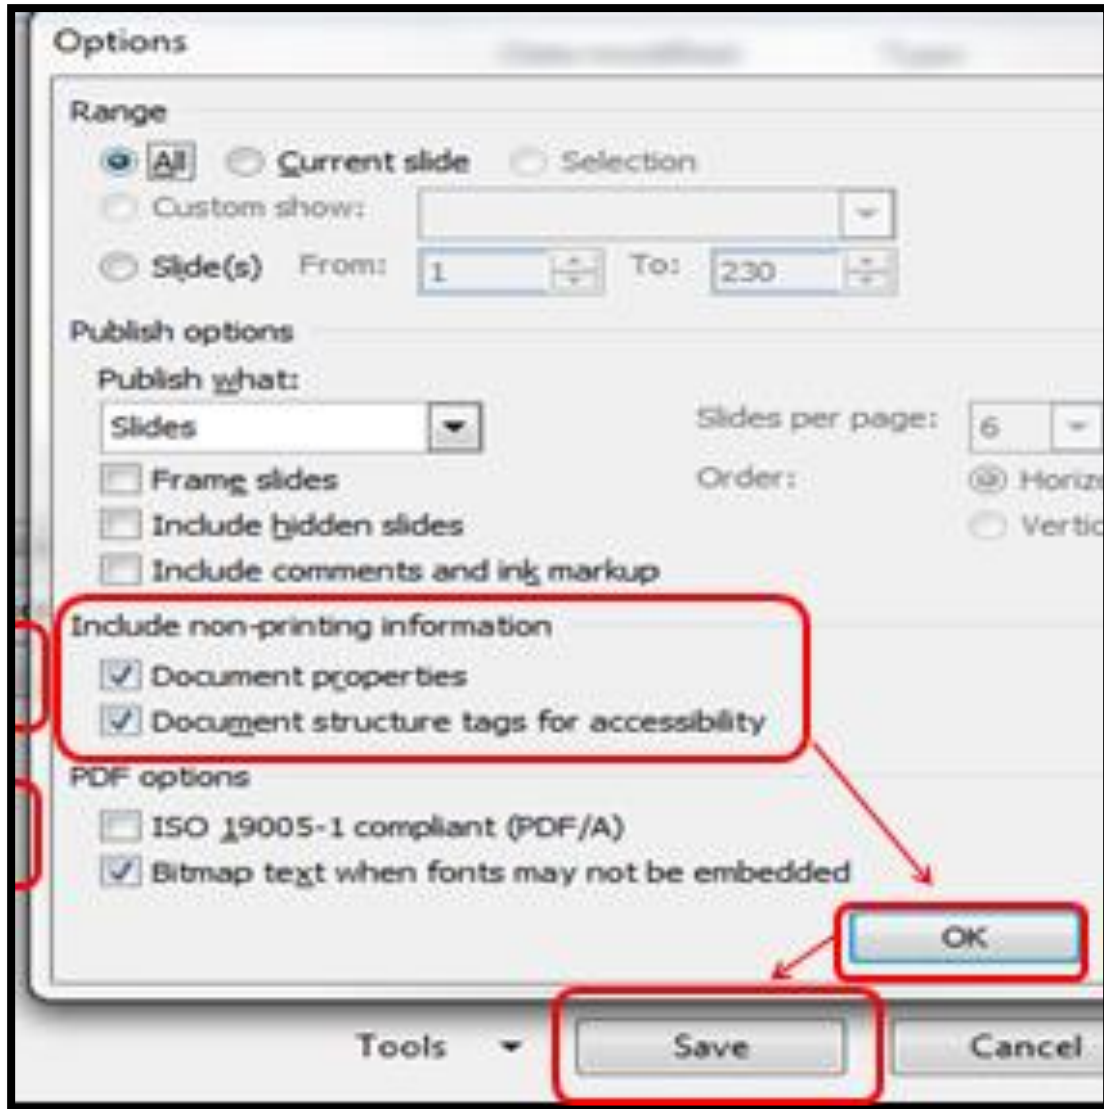 Options
Range
All Current slide Selection
Custom show:
Slide(s) From: 1 To: 230
Publish options
Publish what:
Slides Slides per page: 6
Frame slides Order: Horizo
Include hidden slides Vertic
Include comments and ink markup
Include non-printing information
Document properties
Document structure tags for accessibility
PDF options
ISO 19005-1 compliant (PDF/A)
Bitmap text when fonts may not be embedded
OK
Tools Save Cancel